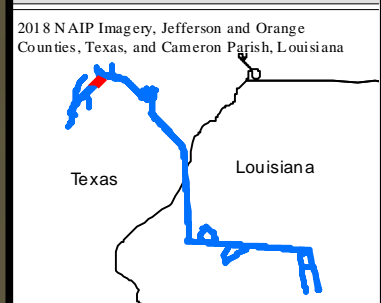 2018 NAIP Imagery, Jefferson and Orange
Counties, Texas, and Cameron Parish, Louisiana
Louisiana
Texas